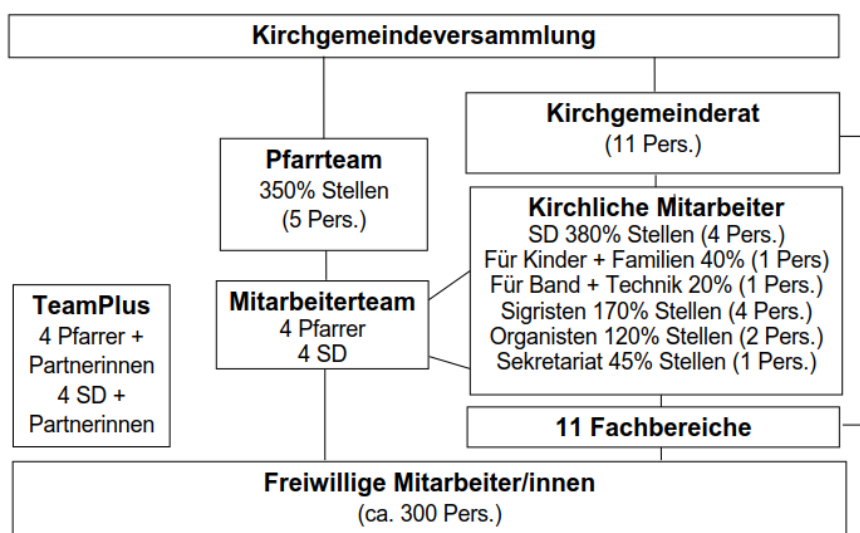 Kirchgemeindeversammlung
Kirchgemeinderat
(11 Pers.)
Pfarrteam
350% Stellen
(5 Pers.)
Kirchliche Mitarbeiter
SD 380% Stellen (4 Pers.)
Für Kinder + Familien 40% (1 Pers)
Für Band + Technik 20% (1 Pers.)
Sigristen 170% Stellen (4 Pers.)
Organisten 120% Stellen (2 Pers.)
Sekretariat 45% Stellen (1 Pers.)
TeamPlus
4 Pfarrer +
Partnerinnen
4 SD +
Partnerinnen
Mitarbeiterteam
4 Pfarrer
4 SD
11 Fachbereiche
Freiwillige Mitarbeiter/innen
(ca. 300 Pers.)